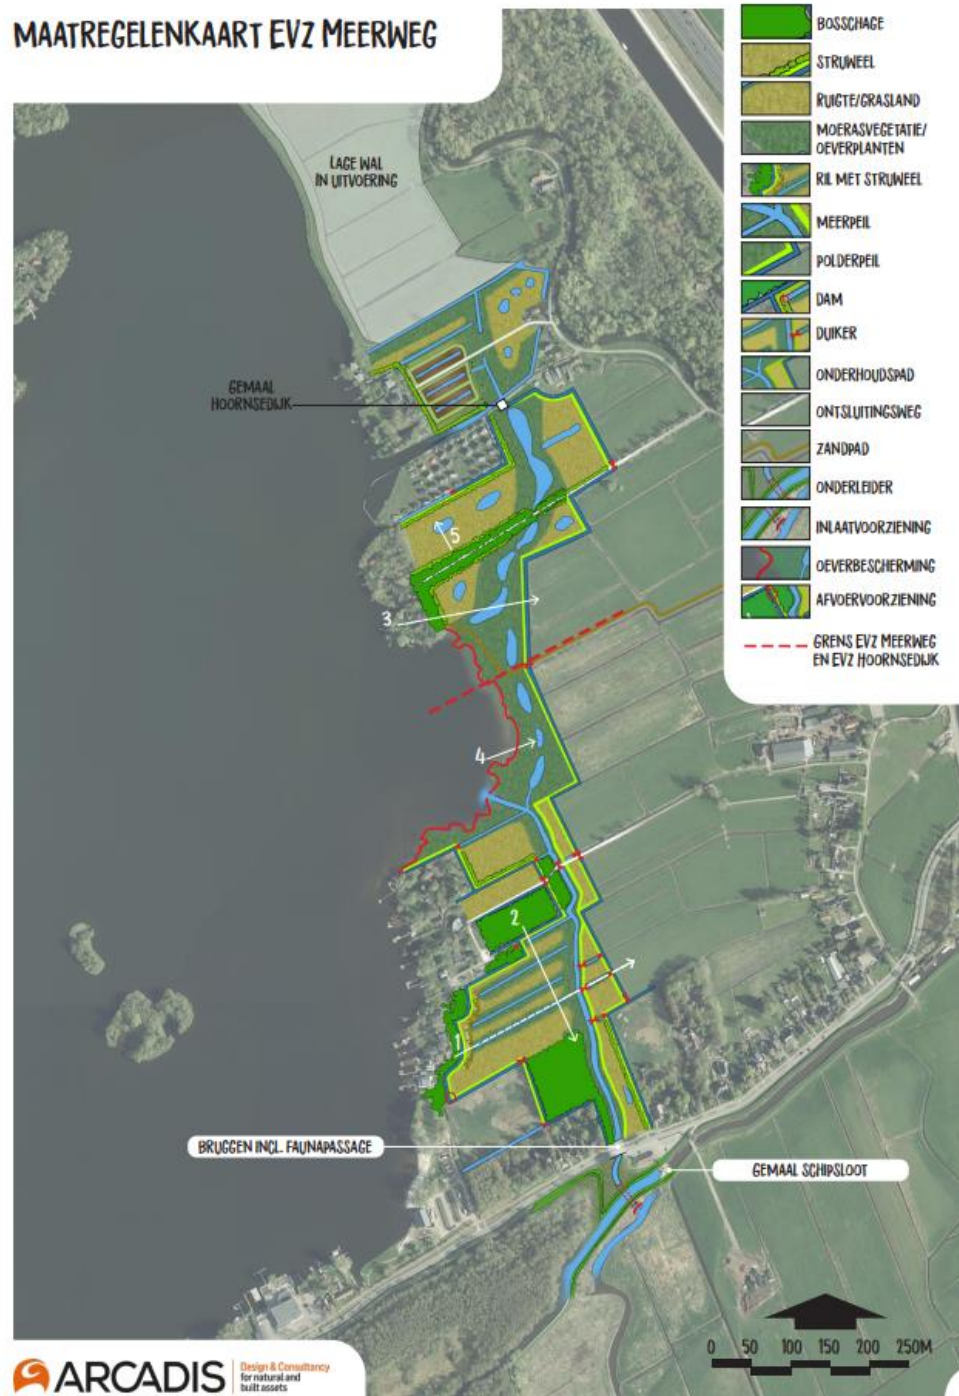 MAATREGELENKAART EVZ MEERWEG
BOSSCHAGE
STRUWEEL
RUIGTE/GRASLAND
MOERASVEGETATIE/
OEVERPLANTEN
RIL MET STRUWEEL
MEERPEIL
POLDERPEIL
DAM
DUIKER
ONDERHOUDSPAD
ONTSLUITINGSWEG
ZANDPAD
ONDERLEIDER
INLAATVOORZIENING
OEVERBESCHERMING
AFVOERVOORZIENING
GRENS EVZ MEERWEG
EN EVZ HOORNSEDIJK
LAGE WAL
IN UITVOERING
GEMAAL
HOORNSEDIJK
5
3
4
2
1
BRUGGEN INCL. FAUNAPASSAGE
GEMAAL SCHIPSLOOT
0 50 100 150 200 250M
ARCADIS
Design & Consultancy
for natural and
built assets